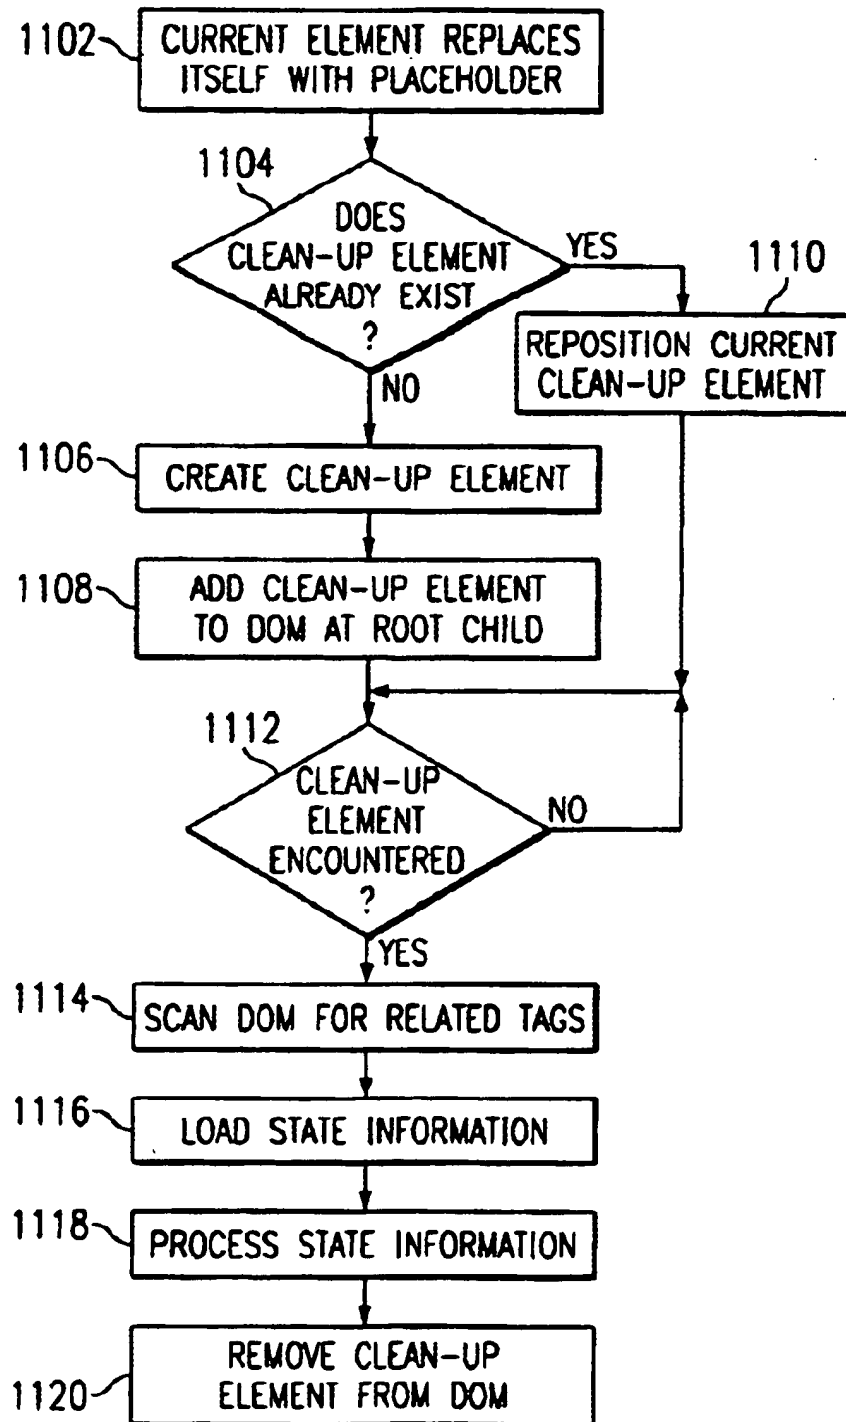 1102
CURRENT ELEMENT REPLACES
ITSELF WITH PLACEHOLDER
1104
DOES
CLEAN-UP ELEMENT
ALREADY EXIST
?
YES
NO
1110
REPOSITION CURRENT
CLEAN-UP ELEMENT
1106
CREATE CLEAN-UP ELEMENT
1108
ADD CLEAN-UP ELEMENT
TO DOM AT ROOT CHILD
1112
CLEAN-UP
ELEMENT
ENCOUNTERED
?
NO
YES
1114
SCAN DOM FOR RELATED TAGS
1116
LOAD STATE INFORMATION
1118
PROCESS STATE INFORMATION
1120
REMOVE CLEAN-UP
ELEMENT FROM DOM